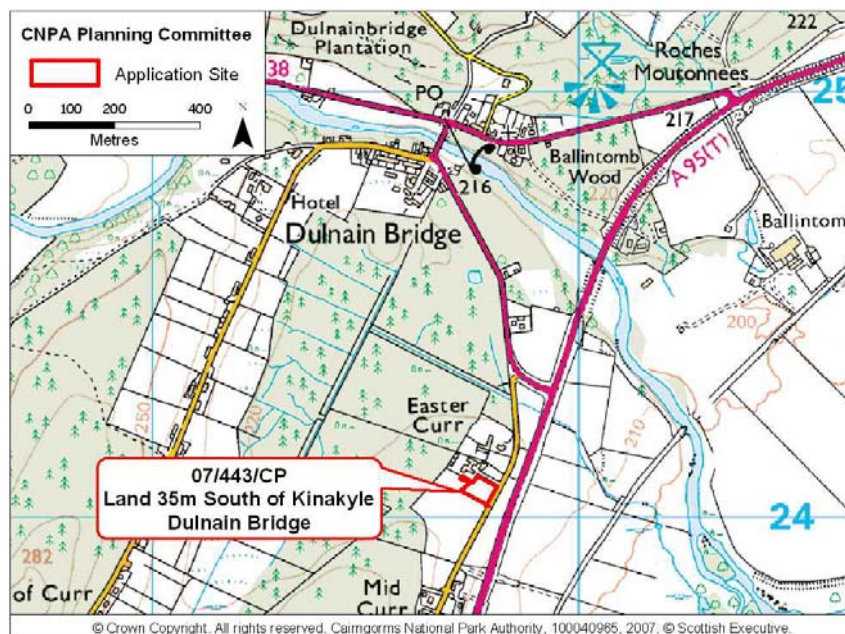 CNPA Planning Committee
Application Site
0 100 200 400
Metres
N
Dulnainbridge
Plantation
222
Roches
Moutonnees
38
PO
25
217
A 95(T)
Ballintomb
Wood
220
216
Hotel
Dulnain Bridge
Ballintom
200
250
220
210
Easter
Curr
07/443/CP
Land 35m South of Kinakyle
Dulnain Bridge
24
282
of Curr
Mid
Curr
© Crown Copyright. All rights reserved. Cairngorms National Park Authority, 100040965, 2007. © Scottish Executive.